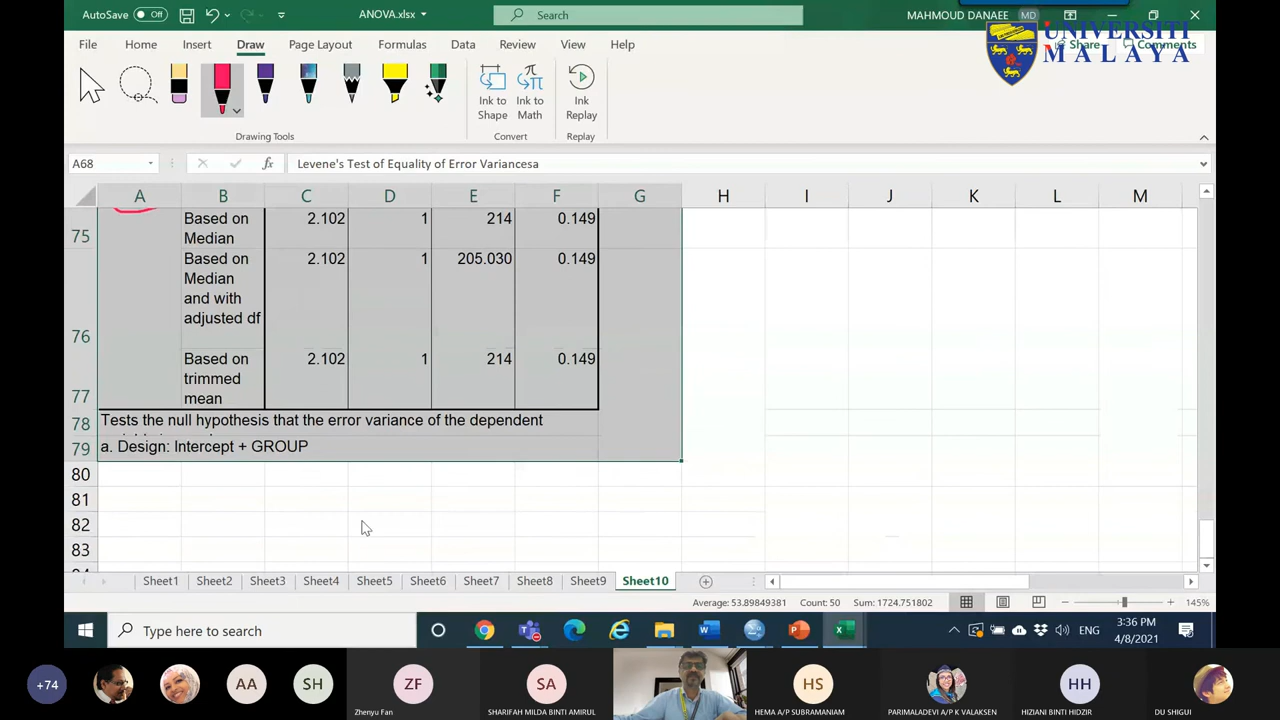 AutoSave Off ANOVA.xlsx Search MAHMOUD DANAEE MD
UNIVERSITI
MALAYA
File Home Insert Draw Page Layout Formulas Data Review View Help Share Comments
Ink to Shape Ink to Math Ink Replay
Drawing Tools Convert Replay
A68 fx Levene's Test of Equality of Error Variancesa
A B C D E F G H I J K L M
75 Based on Median 2.102 1 214 0.149
76 Based on Median and with adjusted df 2.102 1 205.030 0.149
77 Based on trimmed mean 2.102 1 214 0.149
78 Tests the null hypothesis that the error variance of the dependent
79 a. Design: Intercept + GROUP
80
81
82
83
Sheet1 Sheet2 Sheet3 Sheet4 Sheet5 Sheet6 Sheet7 Sheet8 Sheet9 Sheet10
Average: 53.89849381 Count: 50 Sum: 1724.751802 145%
Type here to search ENG 3:36 PM
4/8/2021
+74 AA SH ZF SA HS HH
Zhenyu Fan SHARIFAH MILDA BINTI AMIRUL HEMA A/P SUBRAMANIAM PARIMALADEVI A/P K VALAKSEN HIZIANI BINTI HIDZIR DU SHIGUI